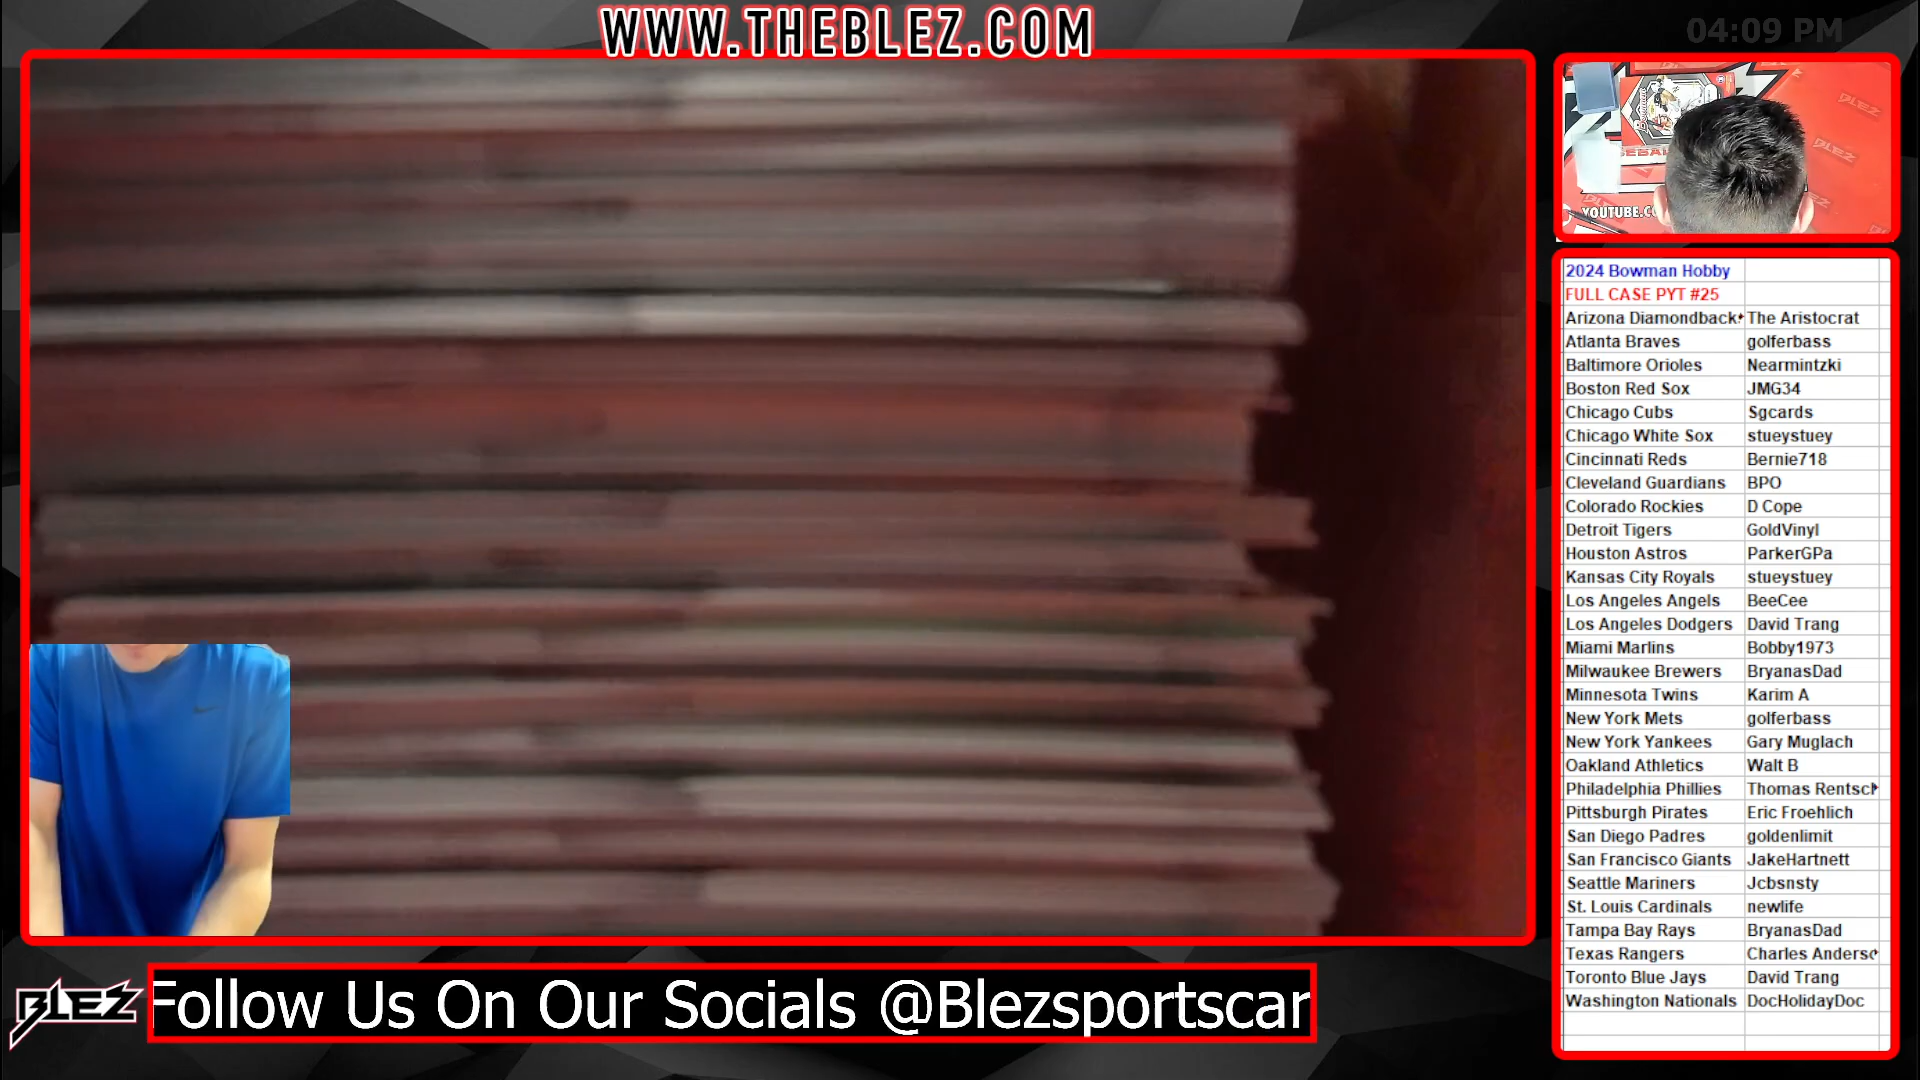 WWW.THEBLEZ.COM
04:09 PM
BLEZ
BLEZ
YOUTUBE.C
2024 Bowman Hobby
FULL CASE PYT #25
Arizona Diamondback The Aristocrat
Atlanta Braves golferbass
Baltimore Orioles Nearmintzki
Boston Red Sox JMG34
Chicago Cubs Sgcards
Chicago White Sox stueystuey
Cincinnati Reds Bernie718
Cleveland Guardians BPO
Colorado Rockies D Cope
Detroit Tigers GoldVinyl
Houston Astros ParkerGPa
Kansas City Royals stueystuey
Los Angeles Angels BeeCee
Los Angeles Dodgers David Trang
Miami Marlins Bobby1973
Milwaukee Brewers BryanasDad
Minnesota Twins Karim A
New York Mets golferbass
New York Yankees Gary Muglach
Oakland Athletics Walt B
Philadelphia Phillies Thomas Rentscl
Pittsburgh Pirates Eric Froehlich
San Diego Padres goldenlimit
San Francisco Giants JakeHartnett
Seattle Mariners Jcbsnsty
St. Louis Cardinals newlife
Tampa Bay Rays BryanasDad
Texas Rangers Charles Anders
Toronto Blue Jays David Trang
Washington Nationals DocHolidayDoc
BLEZ
Follow Us On Our Socials @Blezsportscar